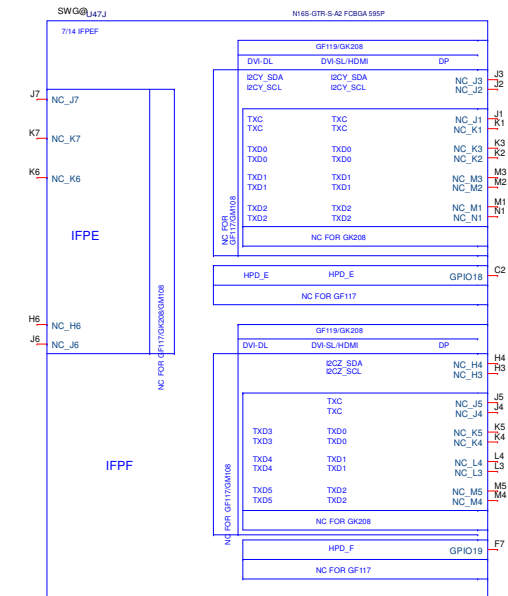 SWG@U47J
N16S-GTR-S-A2 FCBGA 595P
7/14 IFPEF
GF119/GK208
DVI-DL DVI-SL/HDMI DP
I2CY_SDA I2CY_SDA NC_J3 J3
I2CY_SCL I2CY_SCL NC_J2 J2
J7 NC_J7
TXC TXC NC_J1 J1
TXC TXC NC_K1 K1
K7 NC_K7
TXD0 TXD0 NC_K3 K3
TXD0 TXD0 NC_K2 K2
K6 NC_K6
TXD1 TXD1 NC_M3 M3
TXD1 TXD1 NC_M2 M2
TXD2 TXD2 NC_M1 M1
TXD2 TXD2 NC_N1 N1
NC FOR
GF117/GM108
IFPE
NC FOR GK208
HPD_E HPD_E GPIO18 C2
NC FOR GF117
NC FOR GF117/GK208/GM108
H6 NC_H6
J6 NC_J6
GF119/GK208
DVI-DL DVI-SL/HDMI DP
I2CZ_SDA NC_H4 H4
I2CZ_SCL NC_H3 H3
TXC NC_J5 J5
TXC NC_J4 J4
TXD3 TXD0 NC_K5 K5
TXD3 TXD0 NC_K4 K4
IFPF
TXD4 TXD1 NC_L4 L4
TXD4 TXD1 NC_L3 L3
TXD5 TXD2 NC_M5 M5
TXD5 TXD2 NC_M4 M4
NC FOR GF117/GM108
NC FOR GK208
HPD_F GPIO19 F7
NC FOR GF117